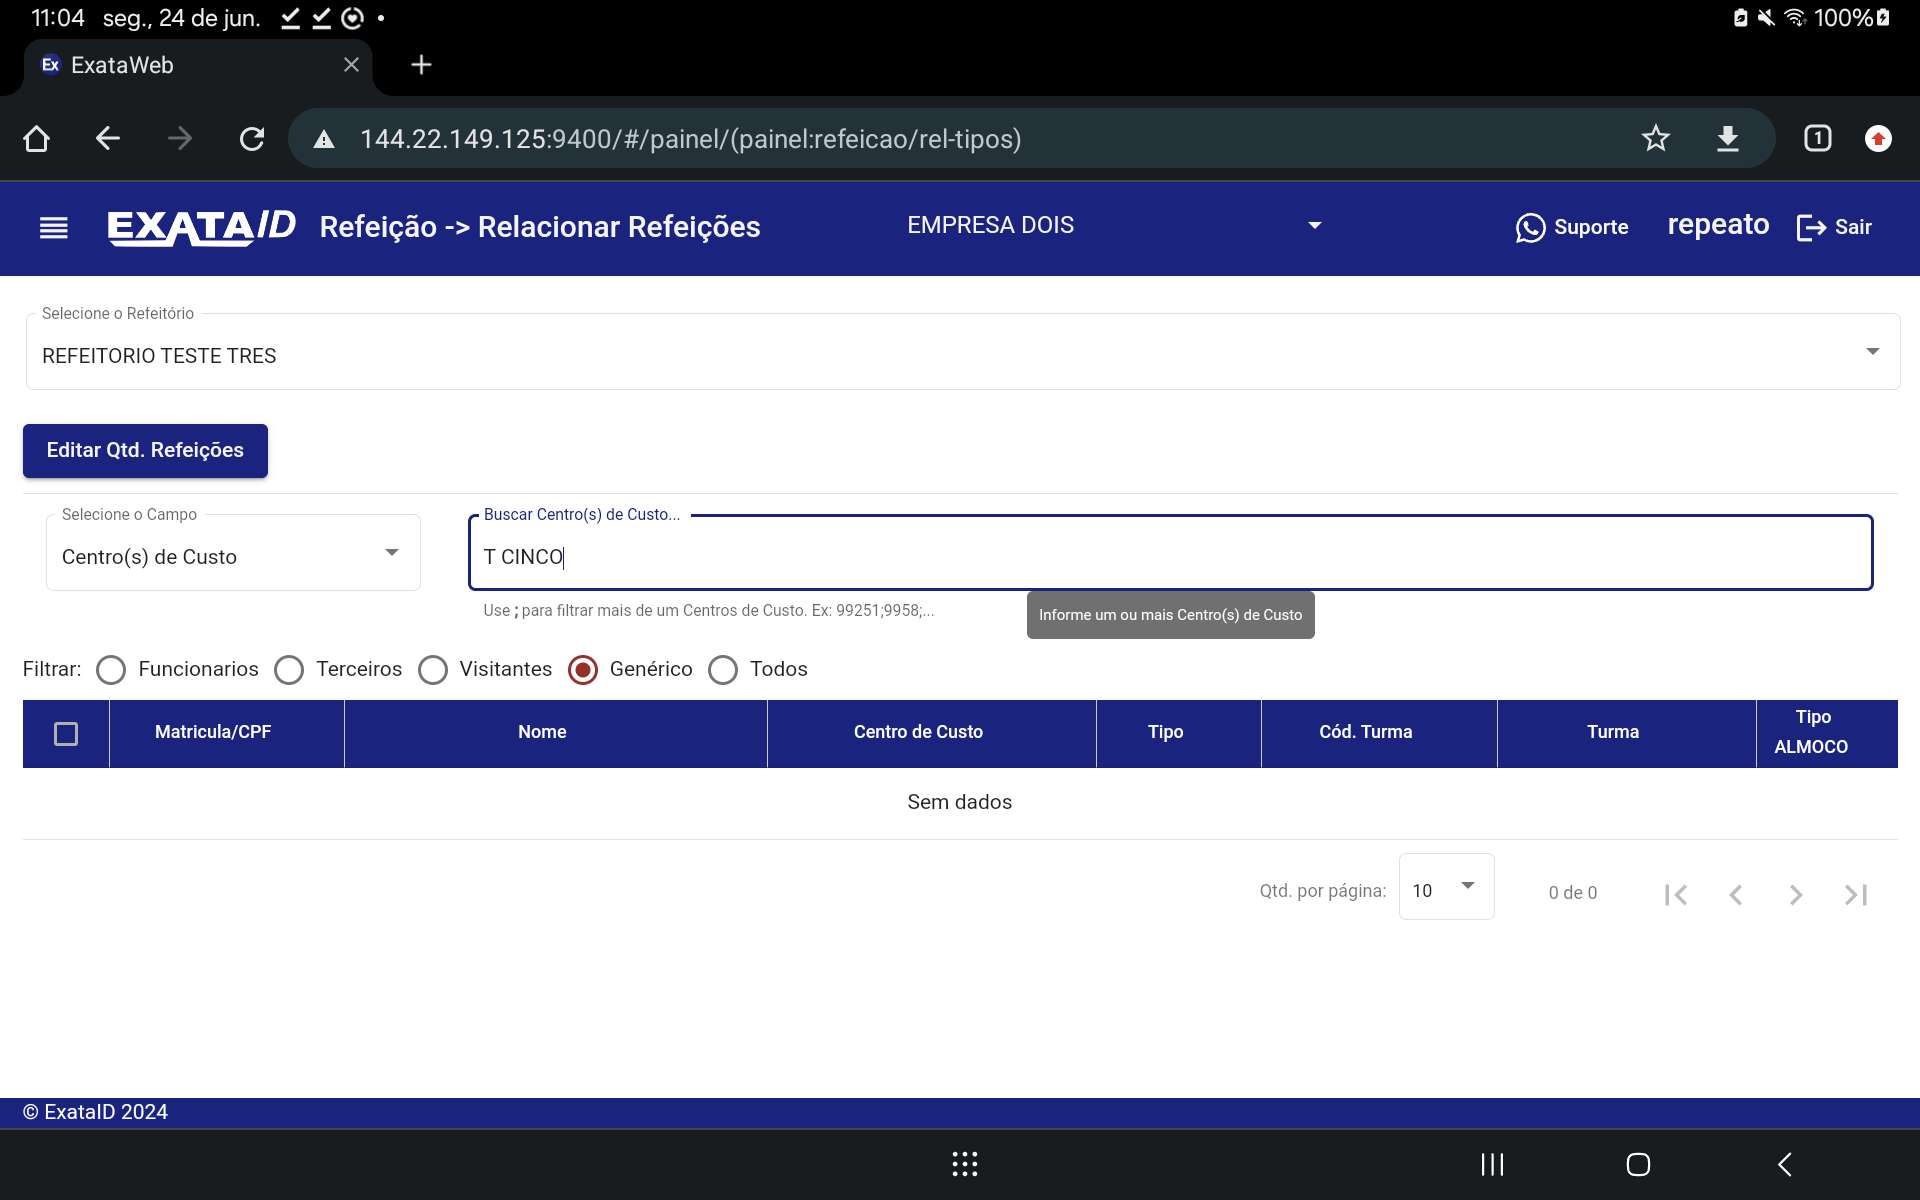 11:04 seg., 24 de jun. 100%
Ex ExataWeb
144.22.149.125:9400/#/painel/(painel:refeicao/rel-tipos) 1
EXATAID Refeição -> Relacionar Refeições EMPRESA DOIS Suporte repeato Sair
Selecione o Refeitório
REFEITORIO TESTE TRES
Editar Qtd. Refeições
Selecione o Campo
Centro(s) de Custo
Buscar Centro(s) de Custo...
T CINCO
Use ; para filtrar mais de um Centros de Custo. Ex: 99251;9958;...
Informe um ou mais Centro(s) de Custo
Filtrar: Funcionarios Terceiros Visitantes Genérico Todos
Matricula/CPF Nome Centro de Custo Tipo Cód. Turma Turma Tipo ALMOCO
Sem dados
Qtd. por página: 10 0 de 0
© ExataID 2024